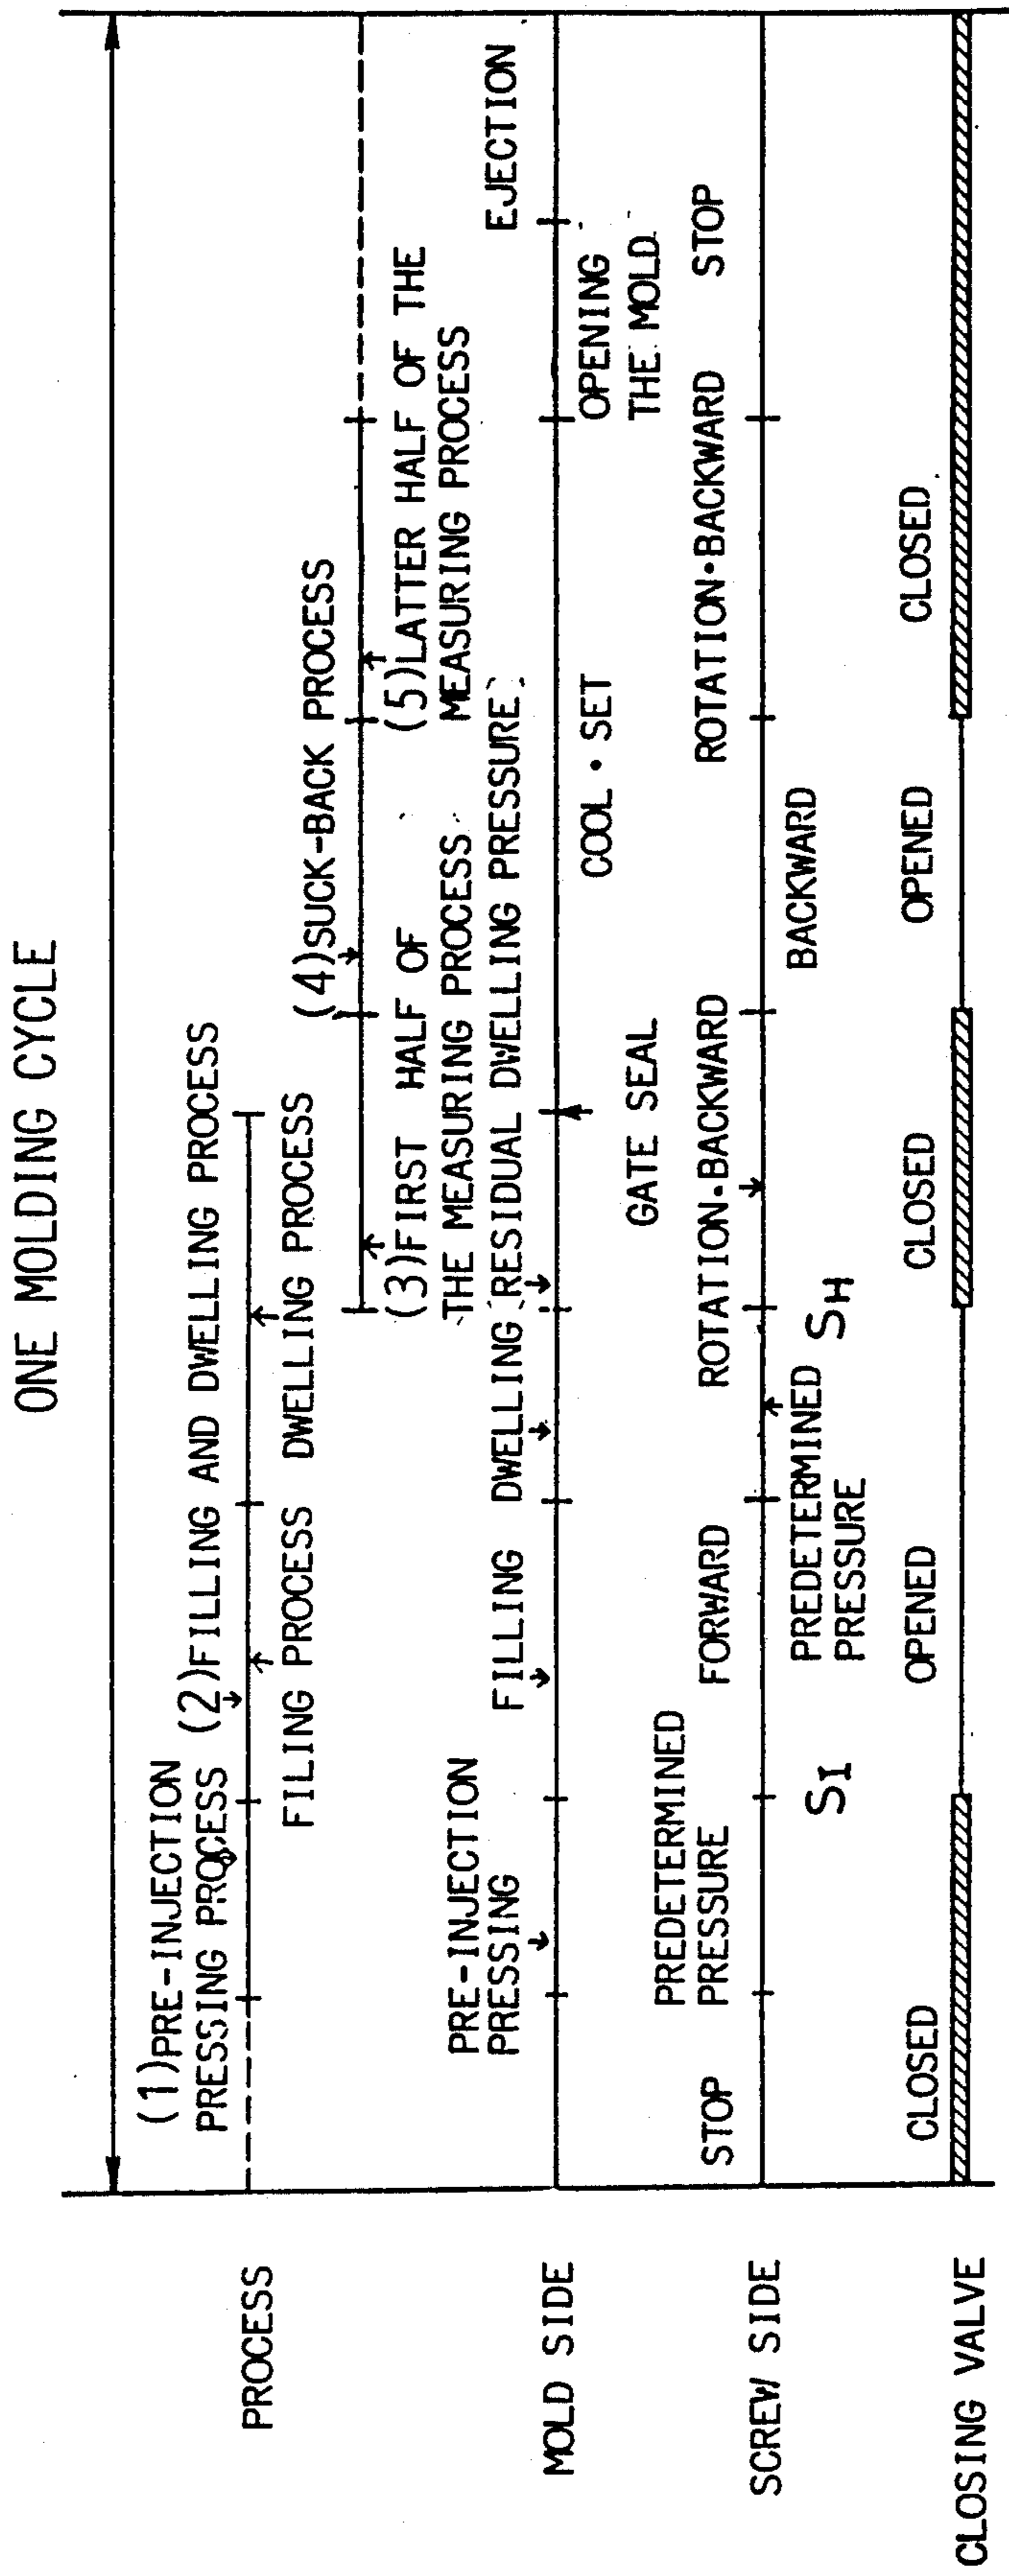 ONE MOLDING CYCLE
PROCESS
(1)PRE-INJECTION
PRESSING PROCESS
(2)FILLING AND DWELLING PROCESS
FILING PROCESS
DWELLING PROCESS
(4)SUCK-BACK PROCESS
(3)FIRST HALF OF
THE MEASURING PROCESS
(5)LATTER HALF OF THE
MEASURING PROCESS
MOLD SIDE
PRE-INJECTION
PRESSING
FILLING
DWELLING
(RESIDUAL DWELLING PRESSURE)
EJECTION
COOL • SET
OPENING
THE MOLD
GATE SEAL
SCREW SIDE
STOP
PREDETERMINED
PRESSURE
FORWARD
ROTATION•BACKWARD
ROTATION•BACKWARD
STOP
SI
PREDETERMINED
PRESSURE
SH
BACKWARD
CLOSING VALVE
CLOSED
OPENED
CLOSED
OPENED
CLOSED